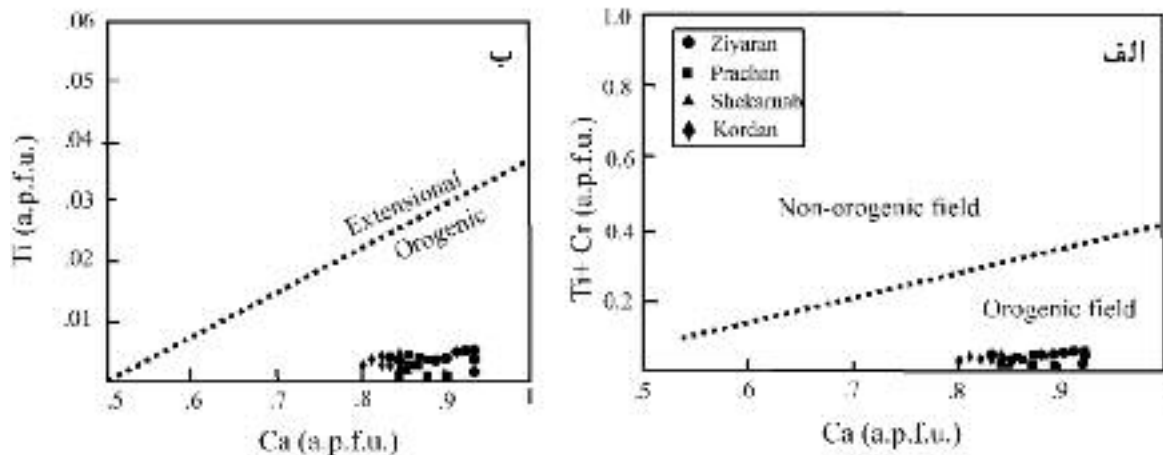 ب
.06
.05
.04
.03
.02
.01
Ti (a.p.f.u.)
Extensional
Orogenic
.5 .6 .7 .8 .9 1
Ca (a.p.f.u.)
الف
1.0
0.8
0.6
0.4
0.2
Ti+ Cr (a.p.f.u.)
Ziyaran
Prachan
Shekarnab
Kordan
Non-orogenic field
Orogenic field
.5 .6 .7 .8 .9
Ca (a.p.f.u.)